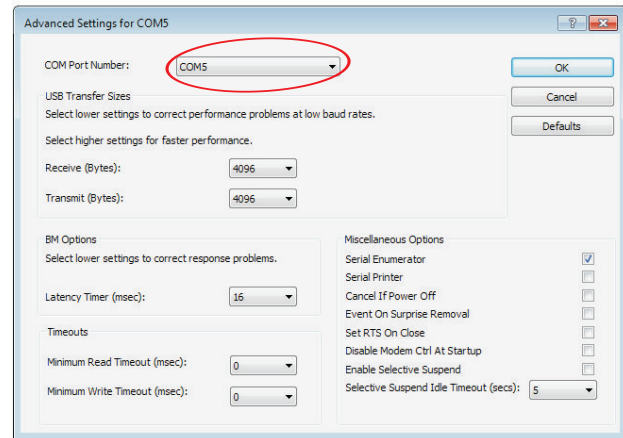 Advanced Settings for COM5
COM Port Number: COM5
OK
USB Transfer Sizes
Cancel
Select lower settings to correct performance problems at low baud rates.
Defaults
Select higher settings for faster performance.
Receive (Bytes): 4096
Transmit (Bytes): 4096
BM Options
Select lower settings to correct response problems.
Latency Timer (msec): 16
Timeouts
Minimum Read Timeout (msec): 0
Minimum Write Timeout (msec): 0
Miscellaneous Options
Serial Enumerator
Serial Printer
Cancel If Power Off
Event On Surprise Removal
Set RTS On Close
Disable Modem Ctrl At Startup
Enable Selective Suspend
Selective Suspend Idle Timeout (secs): 5